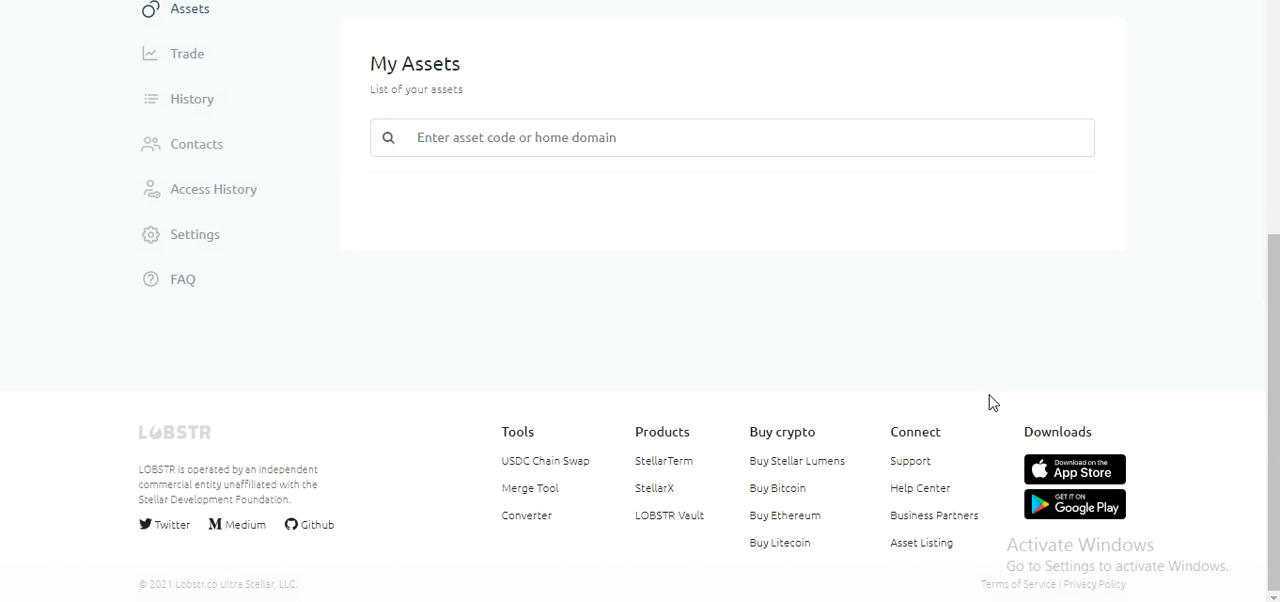 Assets
Trade
History
Contacts
Access History
Settings
FAQ
My Assets
List of your assets
Enter asset code or home domain
LOBSTR
LOBSTR is operated by an independent
commercial entity unaffiliated with the
Stellar Development Foundation.
Twitter Medium Github
Tools
USDC Chain Swap
Merge Tool
Converter
Products
StellarTerm
StellarX
LOBSTR Vault
Buy crypto
Buy Stellar Lumens
Buy Bitcoin
Buy Ethereum
Buy Litecoin
Connect
Support
Help Center
Business Partners
Asset Listing
Downloads
Download on the
App Store
GET IT ON
Google Play
Activate Windows
Go to Settings to activate Windows.
© 2021 Lobstr.co Ultra Stellar, LLC.
Terms of Service | Privacy Policy